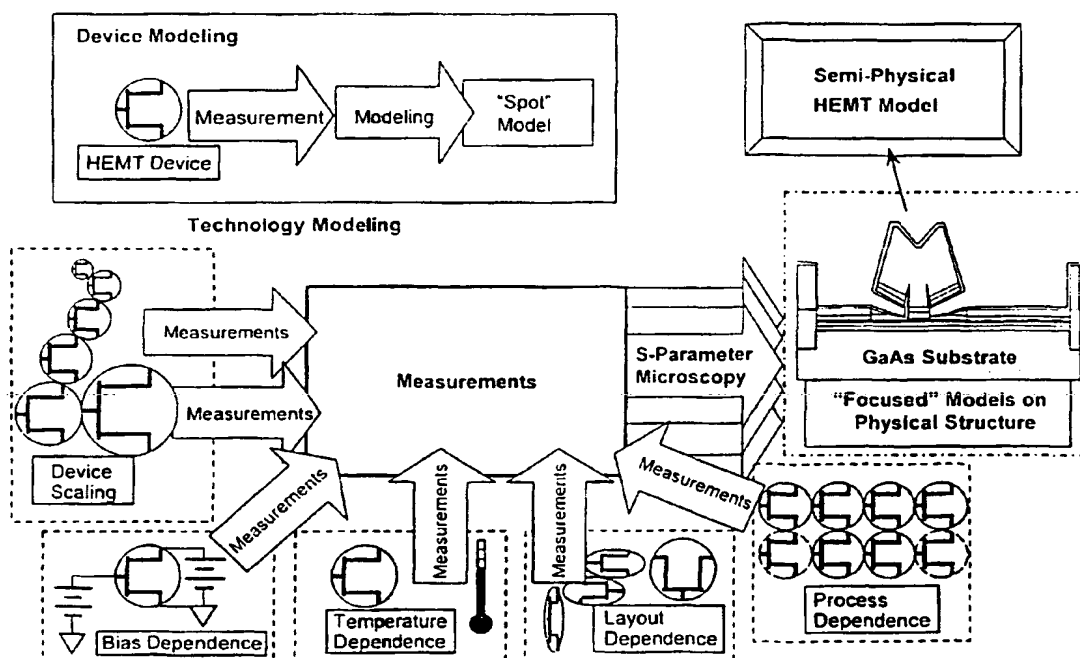 Device Modeling
Measurement
Modeling
"Spot"
Model
HEMT Device
Semi-Physical
HEMT Model
Technology Modeling
Measurements
Measurements
Device
Scaling
Measurements
S-Parameter
Microscopy
GaAs Substrate
"Focused" Models on
Physical Structure
Measurements
Measurements
Measurements
Measurements
Bias Dependence
Temperature
Dependence
Layout
Dependence
Process
Dependence